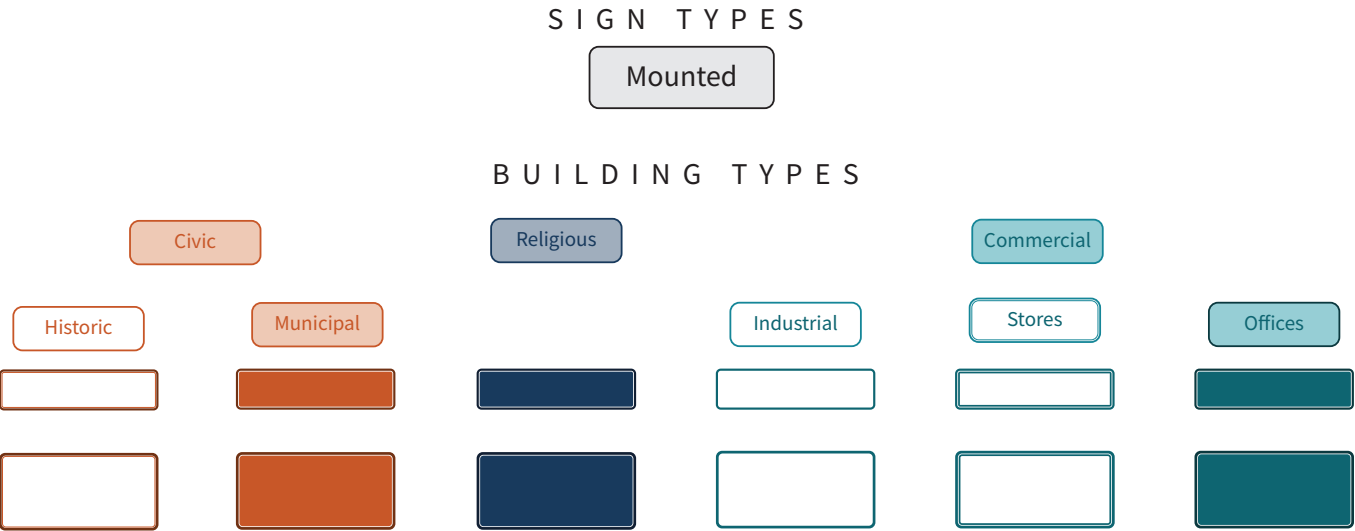 SIGN TYPES
Mounted
BUILDING TYPES
Civic
Religious
Commercial
Historic
Municipal
Industrial
Stores
Offices